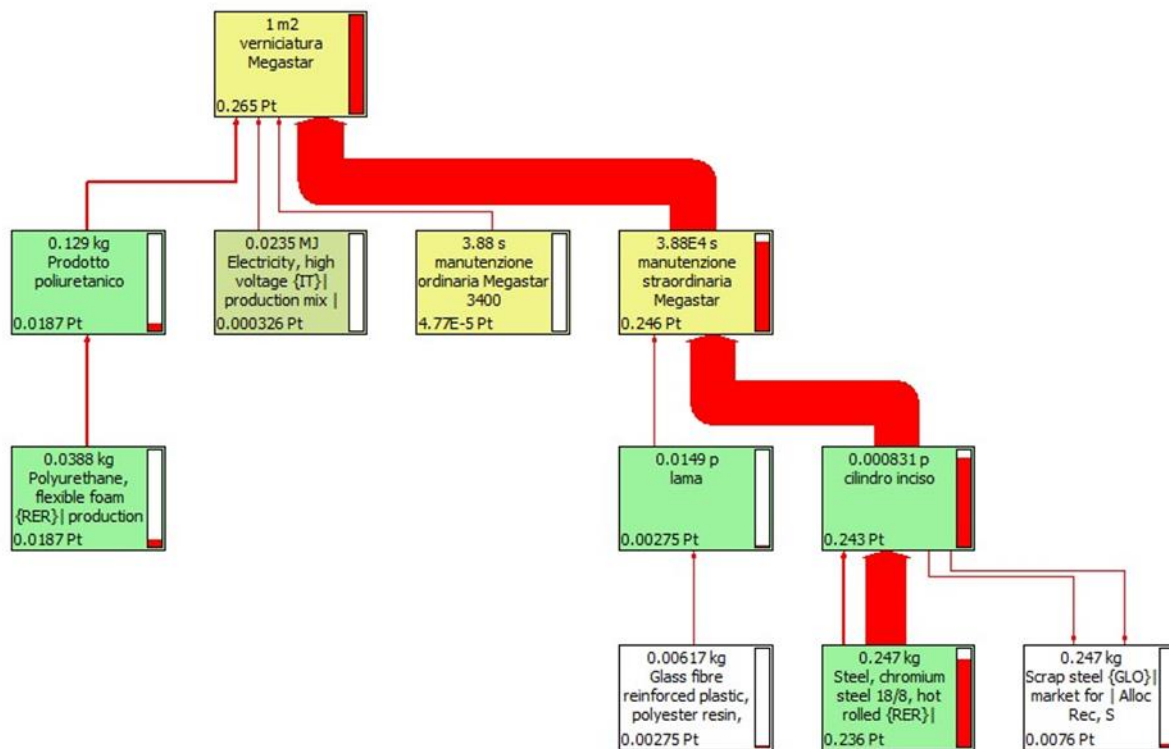 1 m2
verniciatura
Megastar
0.265 Pt
0.129 kg
Prodotto
poliuretanico
0.0187 Pt
0.0235 MJ
Electricity, high
voltage {IT}|
production mix |
0.000326 Pt
3.88 s
manutenzione
ordinaria Megastar
3400
4.77E-5 Pt
3.88E4 s
manutenzione
straordinaria
Megastar
0.246 Pt
0.0388 kg
Polyurethane,
flexible foam
{RER}| production
0.0187 Pt
0.0149 p
lama
0.00275 Pt
0.000831 p
cilindro inciso
0.243 Pt
0.00617 kg
Glass fibre
reinforced plastic,
polyester resin,
0.00275 Pt
0.247 kg
Steel, chromium
steel 18/8, hot
rolled {RER}|
0.236 Pt
0.247 kg
Scrap steel {GLO}|
market for | Alloc
Rec, S
0.0076 Pt